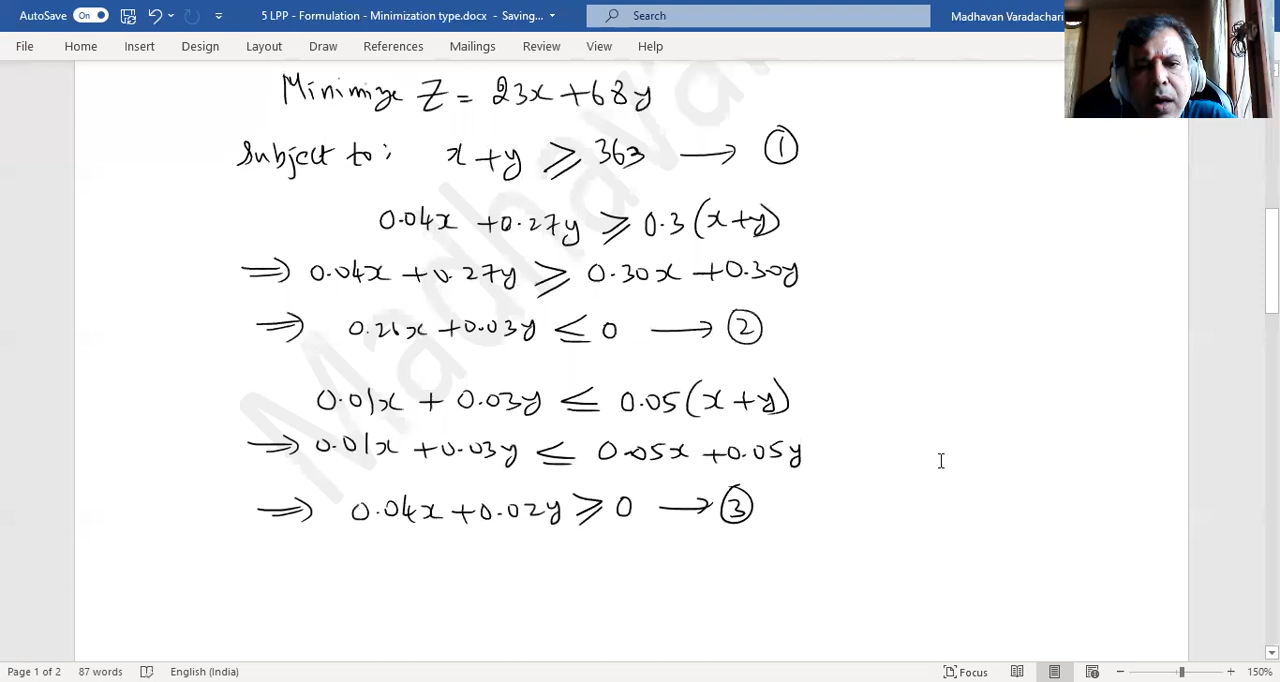 AutoSave On 5 LPP - Formulation - Minimization type.docx - Saving... Search Madhavan Varadachari
File Home Insert Design Layout Draw References Mailings Review View Help
Minimize Z = 23x+68y
Subject to: x+y ⩾ 363 → ①
0.04x +0.27y ⩾ 0.3(x+y)
⇒ 0.04x +0.27y ⩾ 0.30x +0.30y
⇒ 0.26x +0.03y ≤ 0 → ②
0.01x + 0.03y ≤ 0.05(x+y)
⇒ 0.01x +0.03y ≤ 0.05x +0.05y
⇒ 0.04x +0.02y ⩾ 0 → ③
Madhavan
Page 1 of 2 87 words English (India) Focus 150%